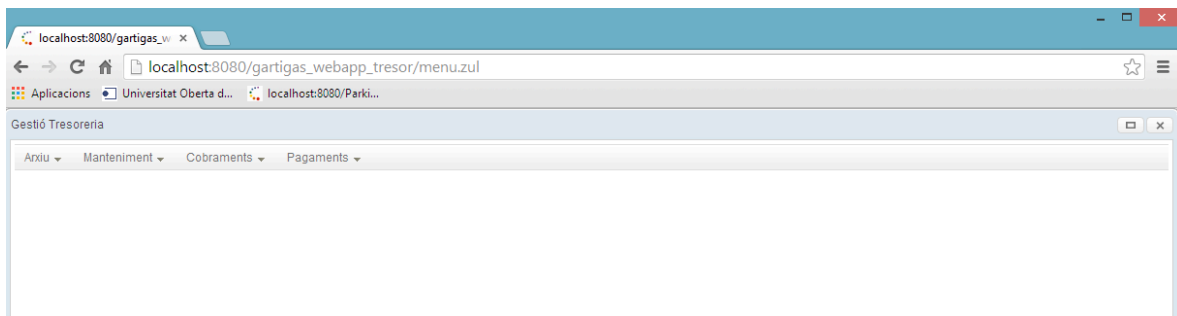 localhost:8080/gartigas_w
localhost:8080/gartigas_webapp_tresor/menu.zul
Aplicacions Universitat Oberta d... localhost:8080/Parki...
Gestió Tresoreria
Arxiu Manteniment Cobraments Pagaments